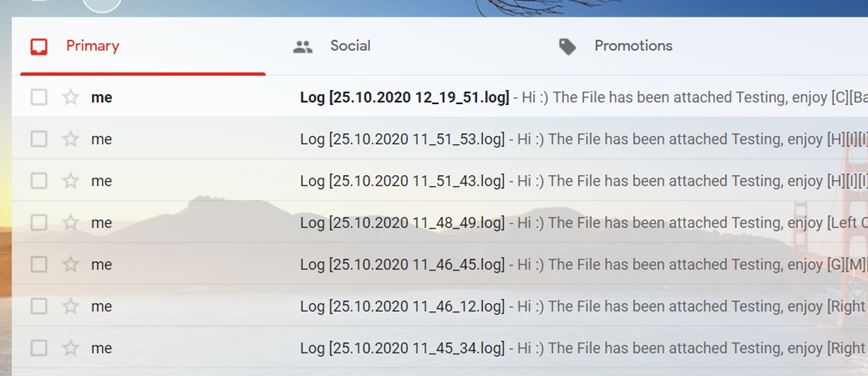 Primary Social Promotions
me Log [25.10.2020 12_19_51.log] - Hi :) The File has been attached Testing, enjoy [C][Ba
me Log [25.10.2020 11_51_53.log] - Hi :) The File has been attached Testing, enjoy [H][I][I]
me Log [25.10.2020 11_51_43.log] - Hi :) The File has been attached Testing, enjoy [H][I][I]
me Log [25.10.2020 11_48_49.log] - Hi :) The File has been attached Testing, enjoy [Left C
me Log [25.10.2020 11_46_45.log] - Hi :) The File has been attached Testing, enjoy [G][M]
me Log [25.10.2020 11_46_12.log] - Hi :) The File has been attached Testing, enjoy [Right
me Log [25.10.2020 11_45_34.log] - Hi :) The File has been attached Testing, enjoy [Right